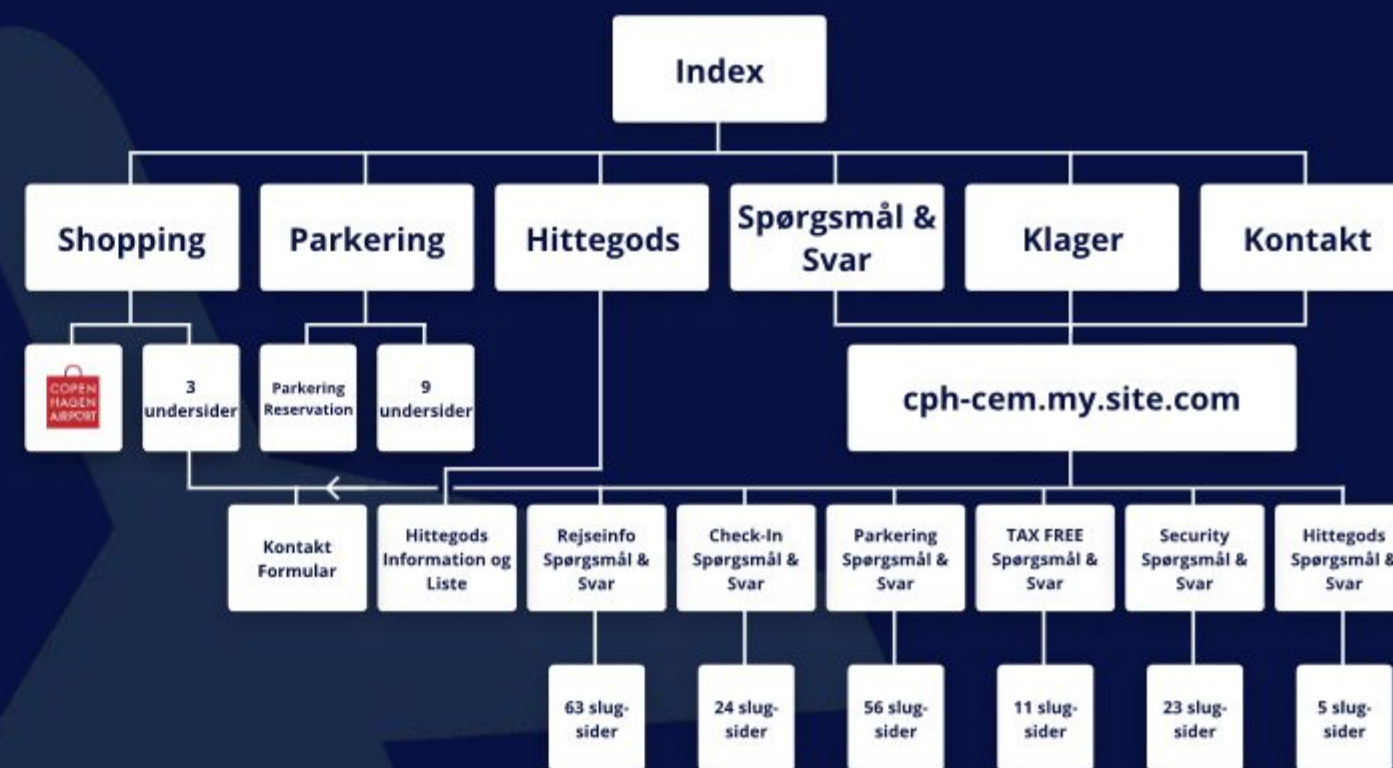 Index
Shopping
Parkering
Hittegods
Spørgsmål &
Svar
Klager
Kontakt
COPEN
HAGEN
AIRPORT
3
undersider
Parkering
Reservation
9
undersider
cph-cem.my.site.com
Kontakt
Formular
Hittegods
Information og
Liste
Rejseinfo
Spørgsmål &
Svar
Check-In
Spørgsmål &
Svar
Parkering
Spørgsmål &
Svar
TAX FREE
Spørgsmål &
Svar
Security
Spørgsmål &
Svar
Hittegods
Spørgsmål &
Svar
63 slug-
sider
24 slug-
sider
56 slug-
sider
11 slug-
sider
23 slug-
sider
5 slug-
sider